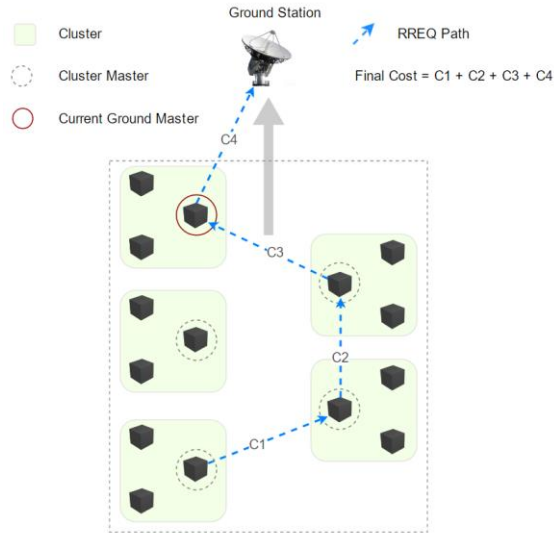 Ground Station
Cluster
RREQ Path
Cluster Master
Final Cost = C1 + C2 + C3 + C4
Current Ground Master
C4
C3
C2
C1